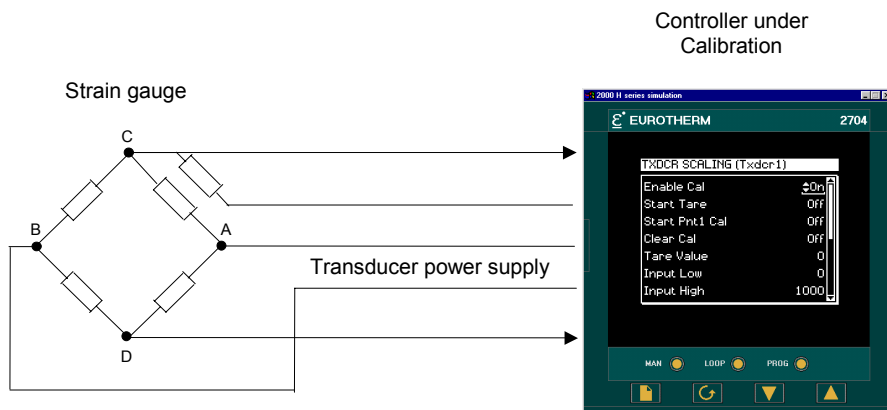 Controller under
Calibration
Strain gauge
2000 H series simulation
EUROTHERM 2704
C
TXDCR SCALING (Txdcr1)
Enable Cal On
Start Tare Off
Start Pnt1 Cal Off
Clear Cal Off
Tare Value 0
Input Low 0
Input High 1000
B
A
Transducer power supply
D
MAN LOOP PROG